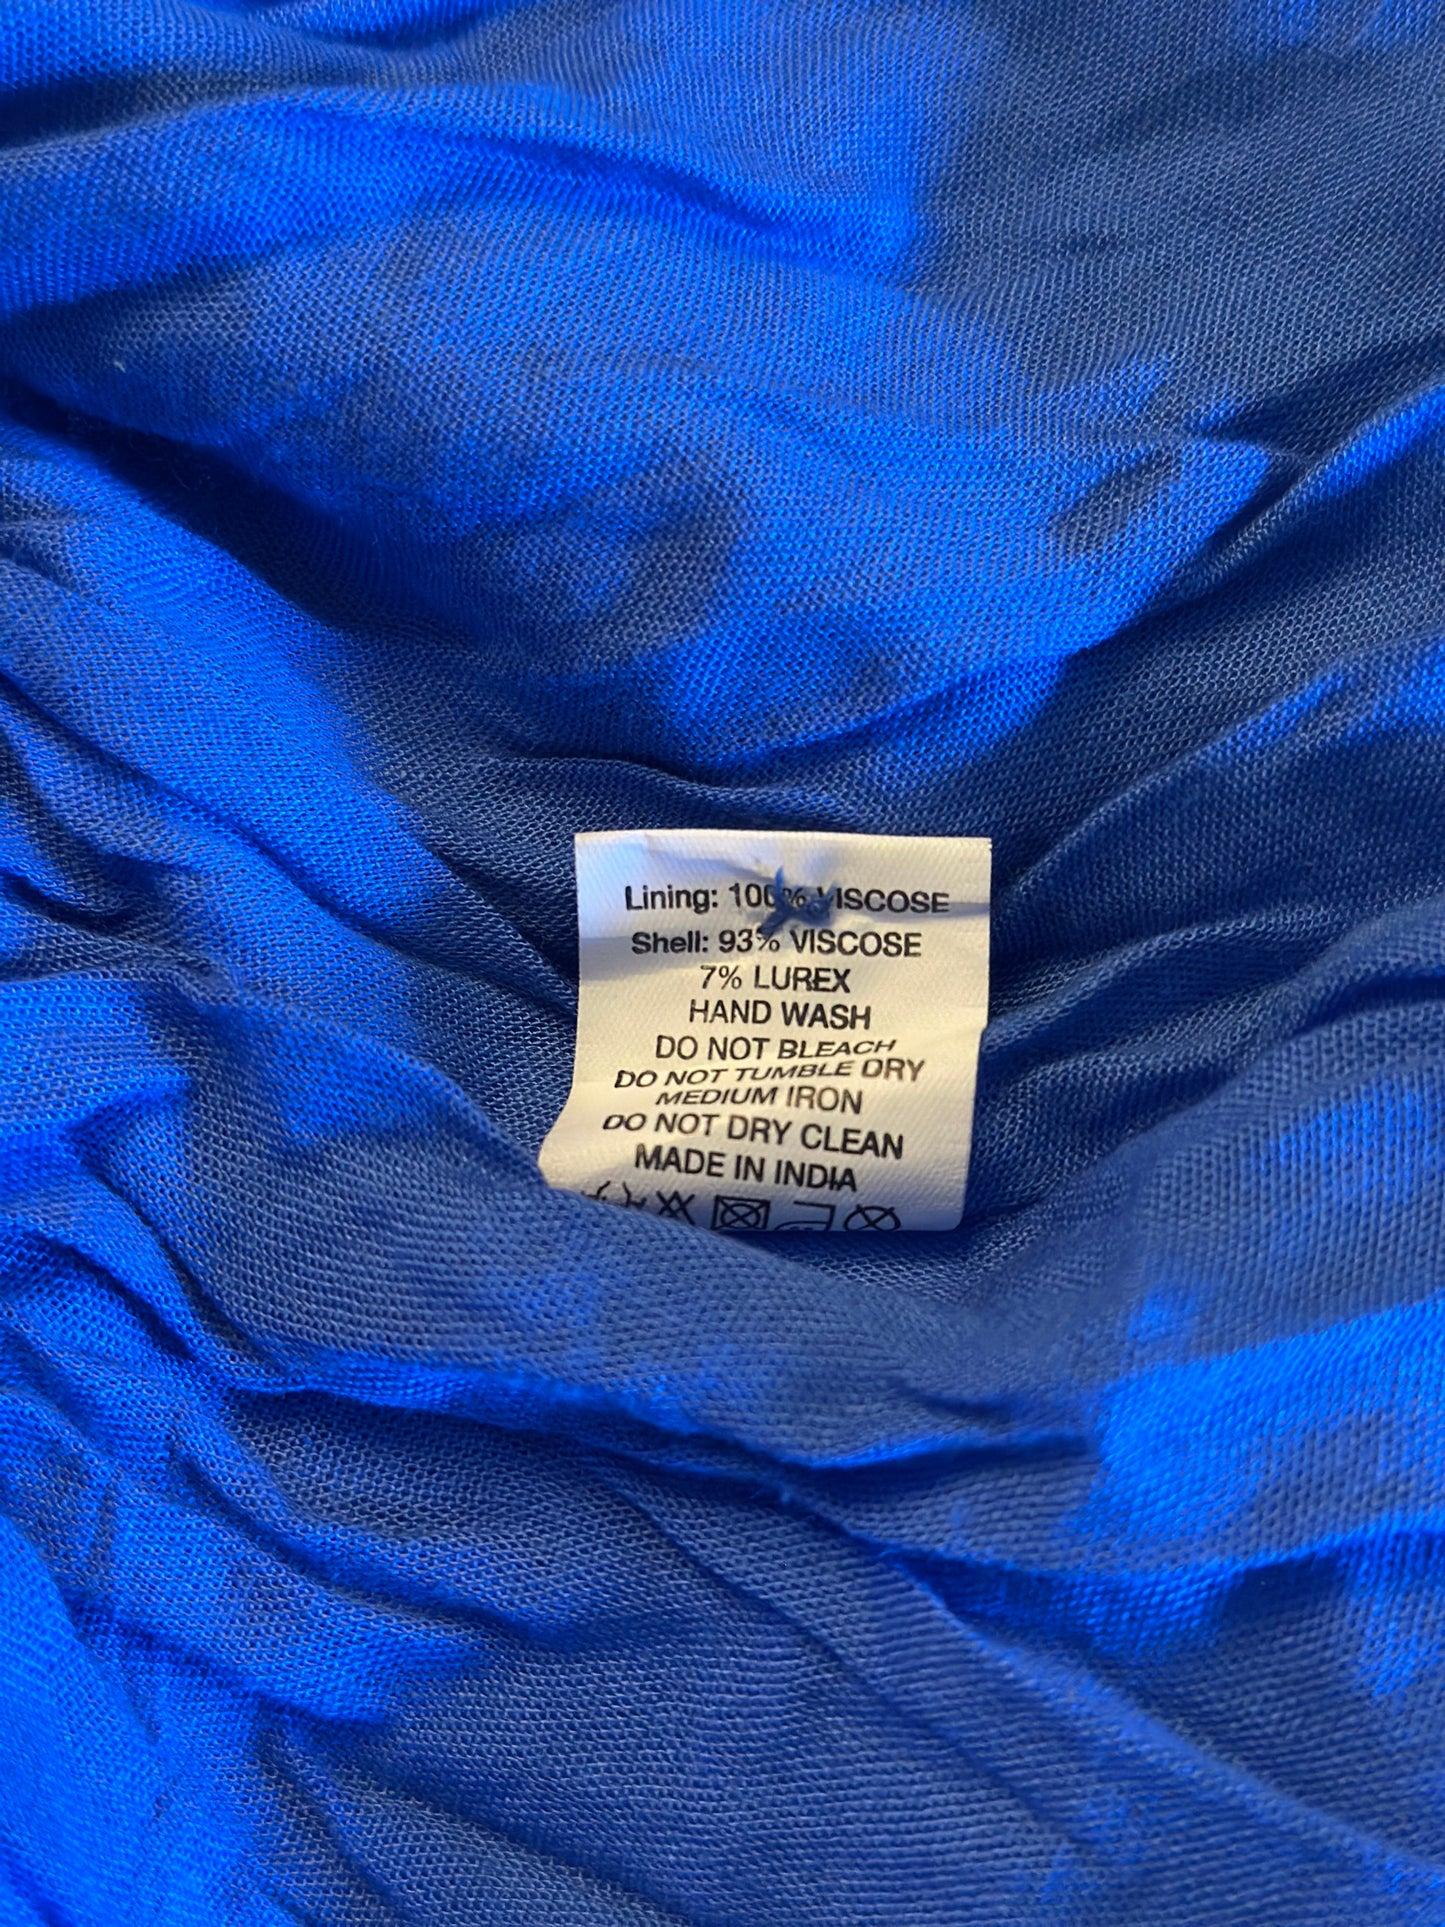 Lining: 100% VISCOSE
Shell: 93% VISCOSE
7% LUREX
HAND WASH
DO NOT BLEACH
DO NOT TUMBLE DRY
MEDIUM IRON
DO NOT DRY CLEAN
MADE IN INDIA